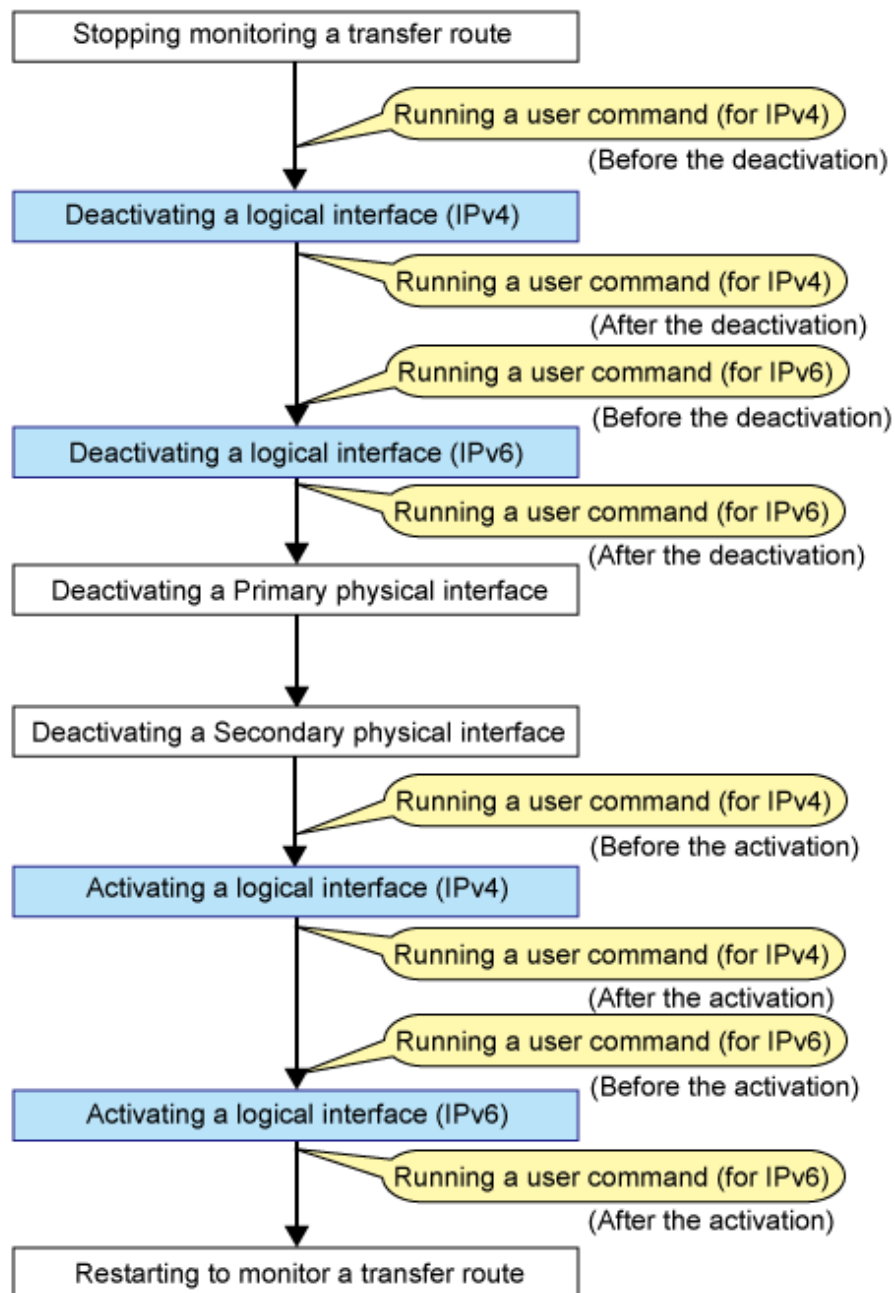 Stopping monitoring a transfer route
Running a user command (for IPv4)
(Before the deactivation)
Deactivating a logical interface (IPv4)
Running a user command (for IPv4)
(After the deactivation)
Running a user command (for IPv6)
(Before the deactivation)
Deactivating a logical interface (IPv6)
Running a user command (for IPv6)
(After the deactivation)
Deactivating a Primary physical interface
Deactivating a Secondary physical interface
Running a user command (for IPv4)
(Before the activation)
Activating a logical interface (IPv4)
Running a user command (for IPv4)
(After the activation)
Running a user command (for IPv6)
(Before the activation)
Activating a logical interface (IPv6)
Running a user command (for IPv6)
(After the activation)
Restarting to monitor a transfer route